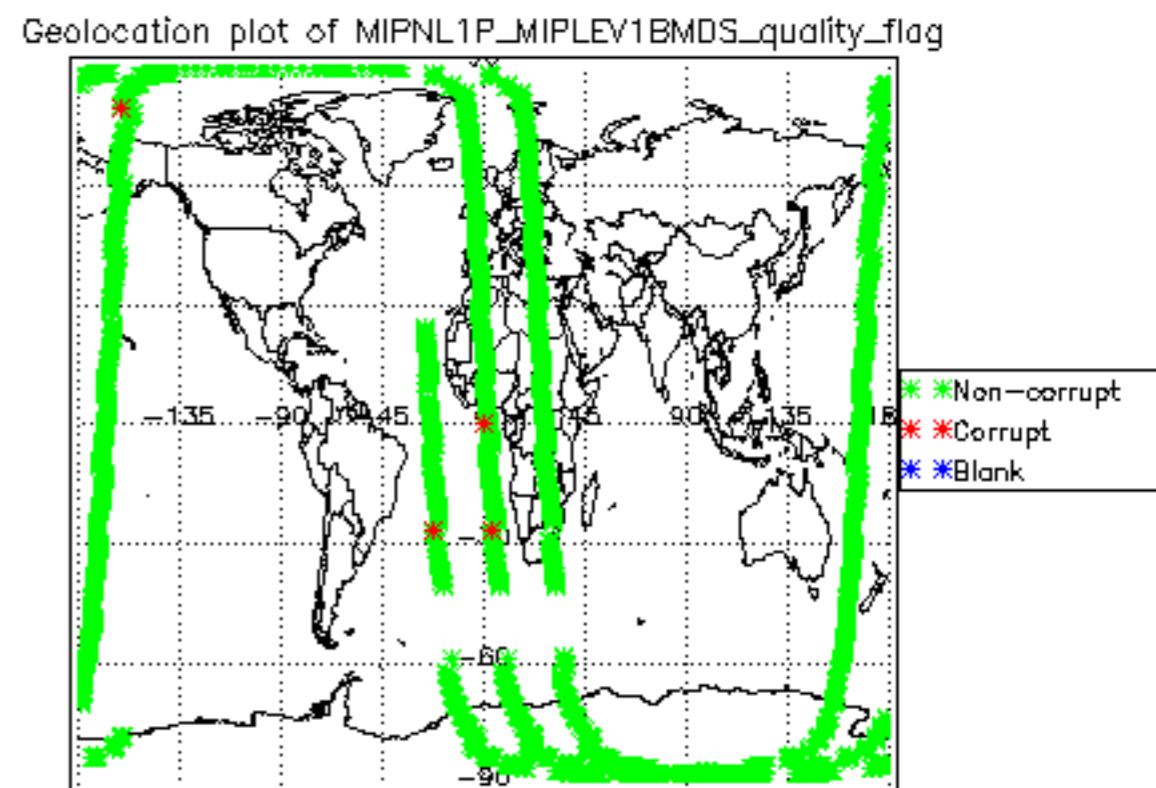 Geolocation plot of MIPNL1P_MIPLEV1BMDS_quality_flag
-135
-90
45
45
90
135
-60
-90
Non-corrupt
Corrupt
Blank